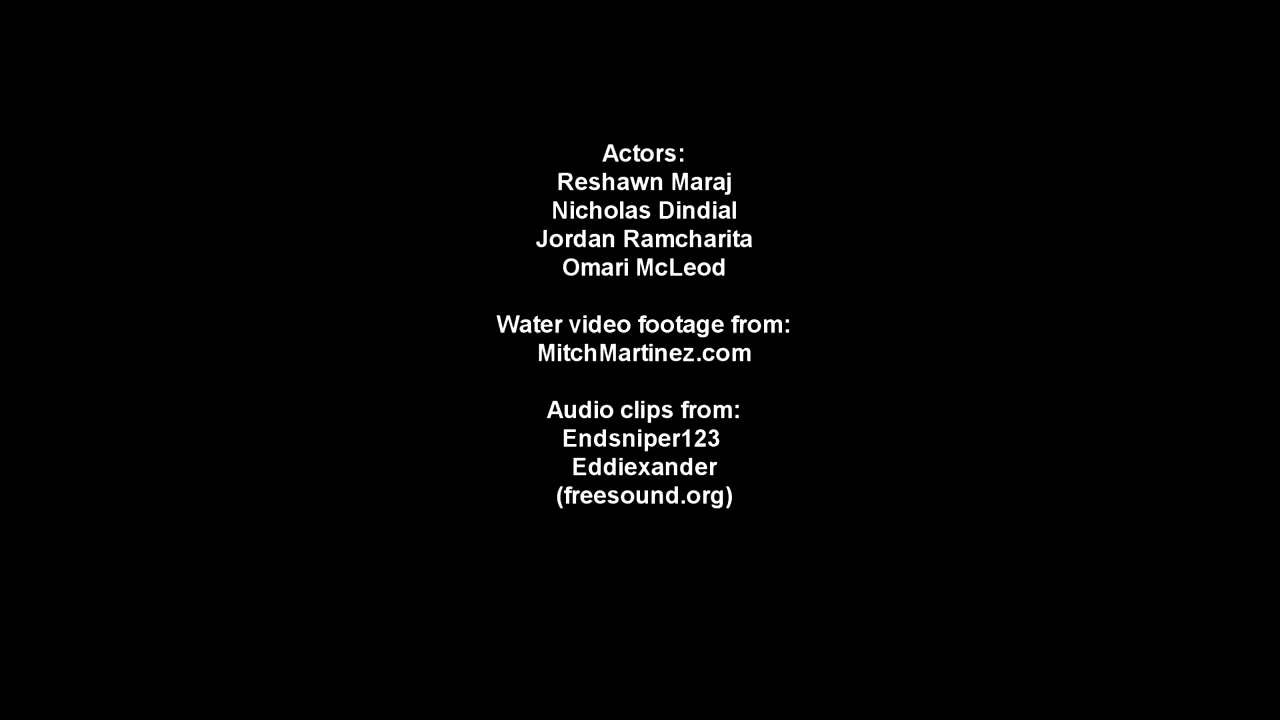 Actors:
Reshawn Maraj
Nicholas Dindial
Jordan Ramcharita
Omari McLeod
Water video footage from:
MitchMartinez.com
Audio clips from:
Endsniper123
Eddiexander
(freesound.org)